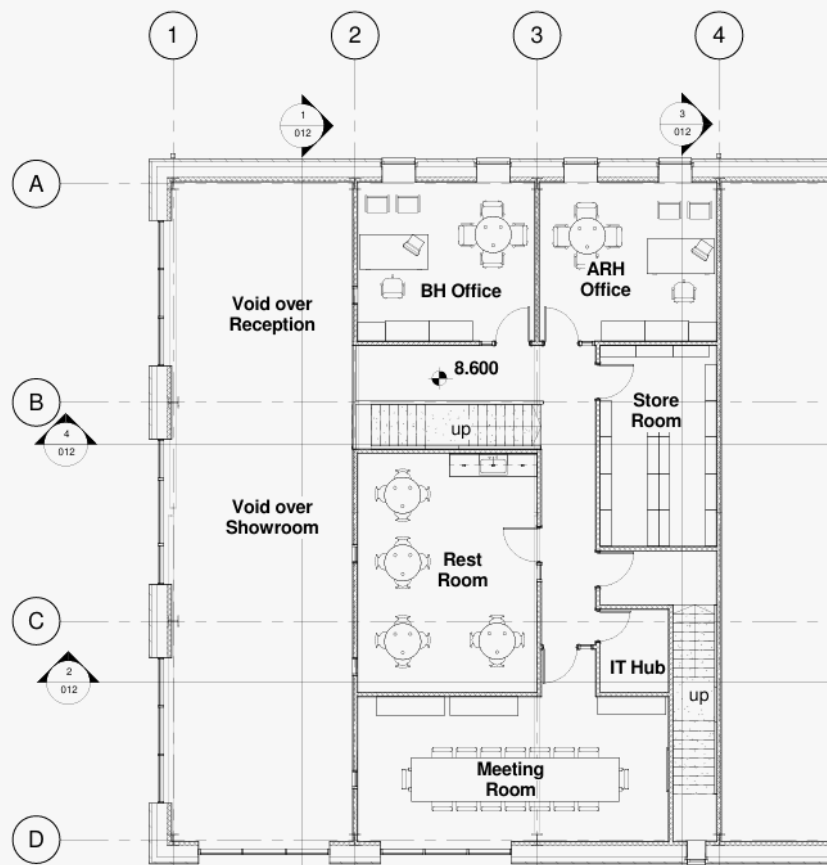 1
2
3
4
1
012
3
012
A
BH Office
ARH
Office
Void over
Reception
8.600
B
Store
Room
up
4
012
Void over
Showroom
Rest
Room
C
IT Hub
2
012
up
Meeting
Room
D